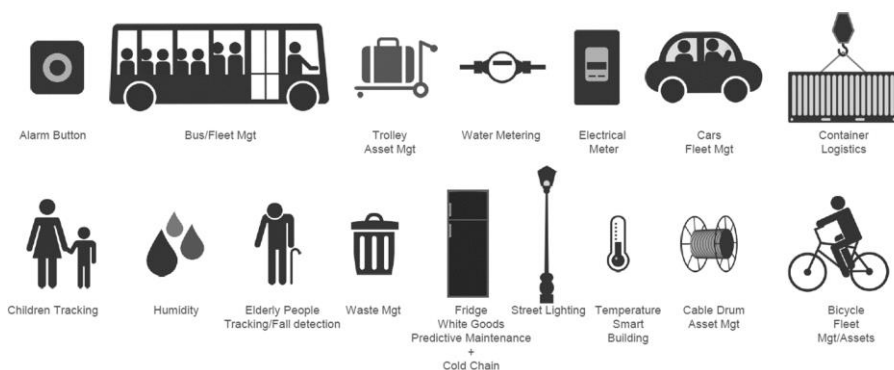 Alarm Button
Bus/Fleet Mgt
Trolley
Asset Mgt
Water Metering
Electrical
Meter
Cars
Fleet Mgt
Container
Logistics
Children Tracking
Humidity
Elderly People
Tracking/Fall detection
Waste Mgt
Fridge
White Goods
Predictive Maintenance
+
Cold Chain
Street Lighting
Temperature
Smart
Building
Cable Drum
Asset Mgt
Bicycle
Fleet
Mgt/Assets